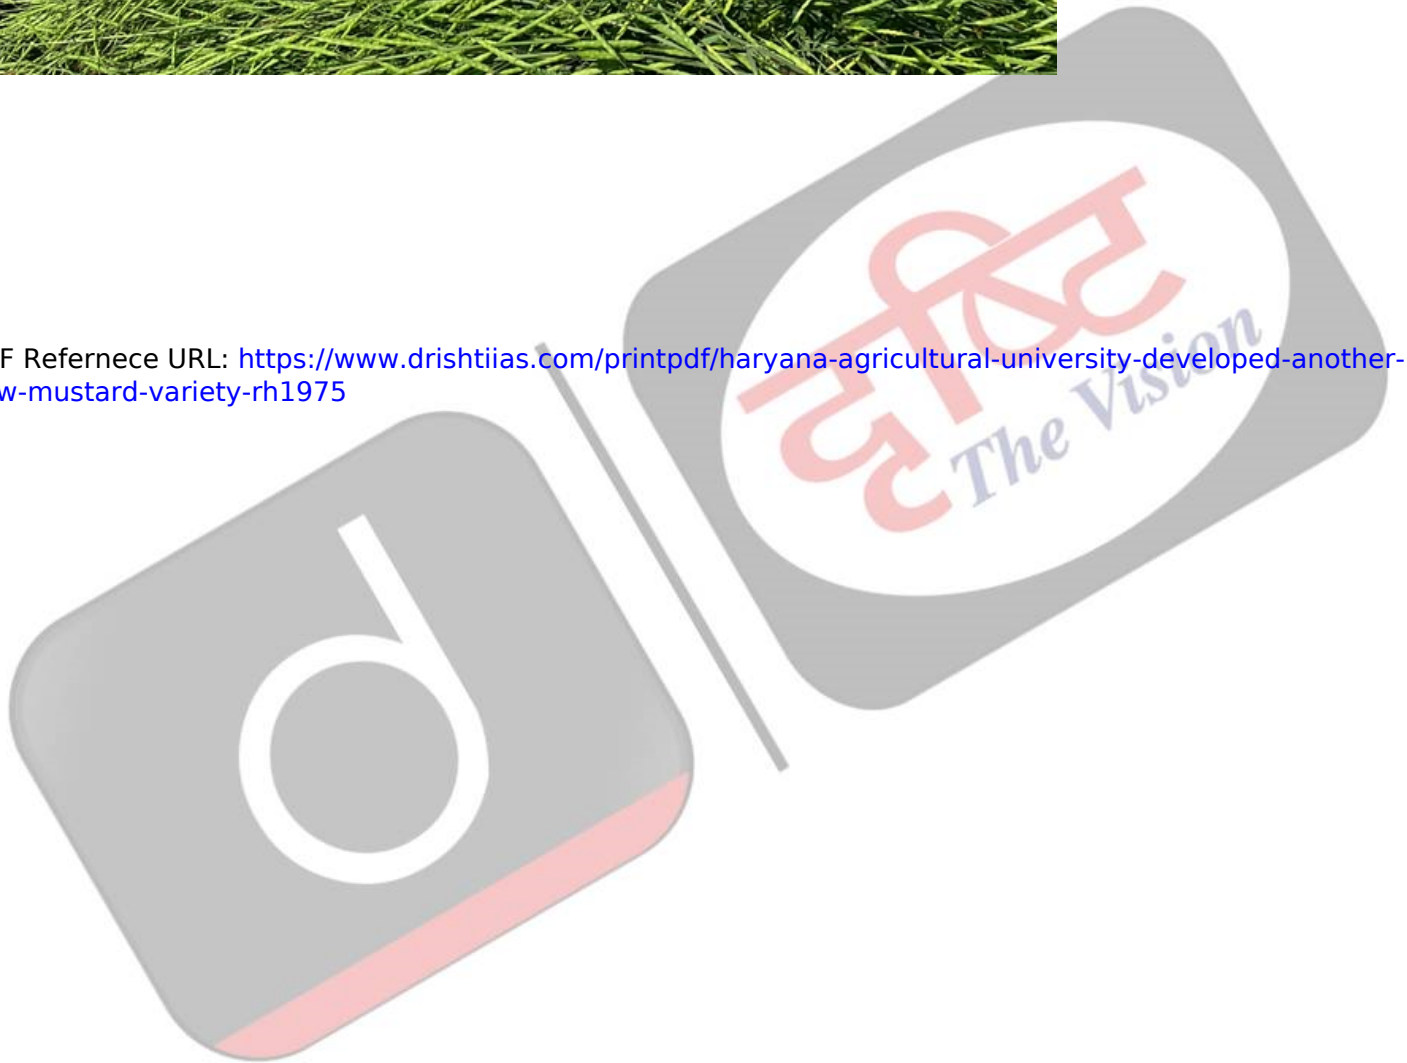 F Refernece URL: https://www.drishtiias.com/printpdf/haryana-agricultural-university-developed-another-
w-mustard-variety-rh1975
दृष्टि
The Vision